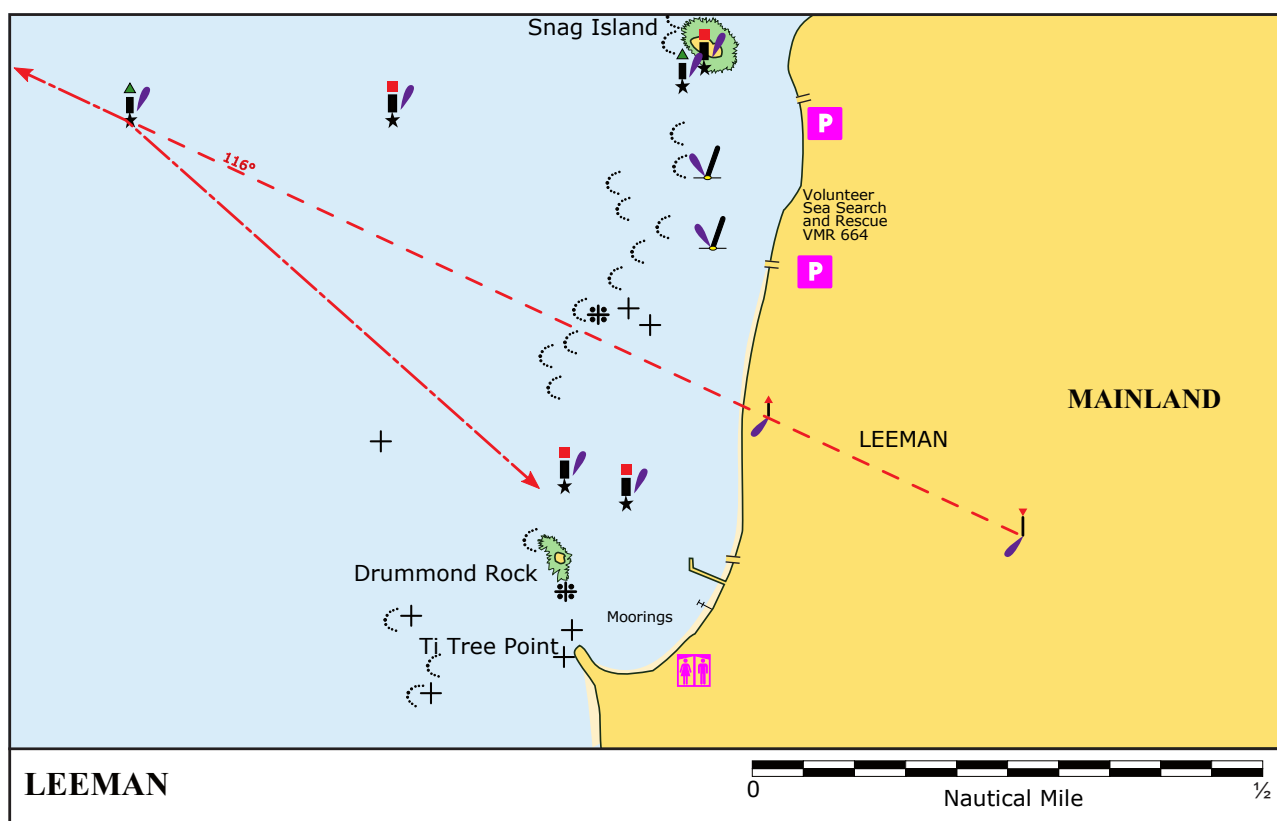 Snag Island
P
116°
Volunteer
Sea Search
and Rescue
VMR 664
P
MAINLAND
LEEMAN
Drummond Rock
Moorings
Ti Tree Point
LEEMAN
0
½
Nautical Mile